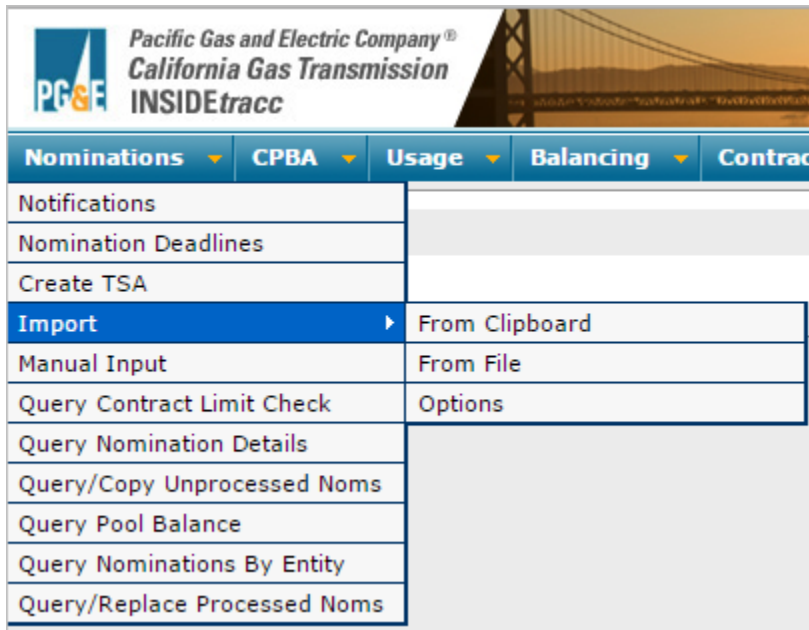 Pacific Gas and Electric Company ®
California Gas Transmission
PG&E INSIDEtracc
Nominations CPBA Usage Balancing Contrac
Notifications
Nomination Deadlines
Create TSA
Import From Clipboard
Manual Input From File
Query Contract Limit Check Options
Query Nomination Details
Query/Copy Unprocessed Noms
Query Pool Balance
Query Nominations By Entity
Query/Replace Processed Noms